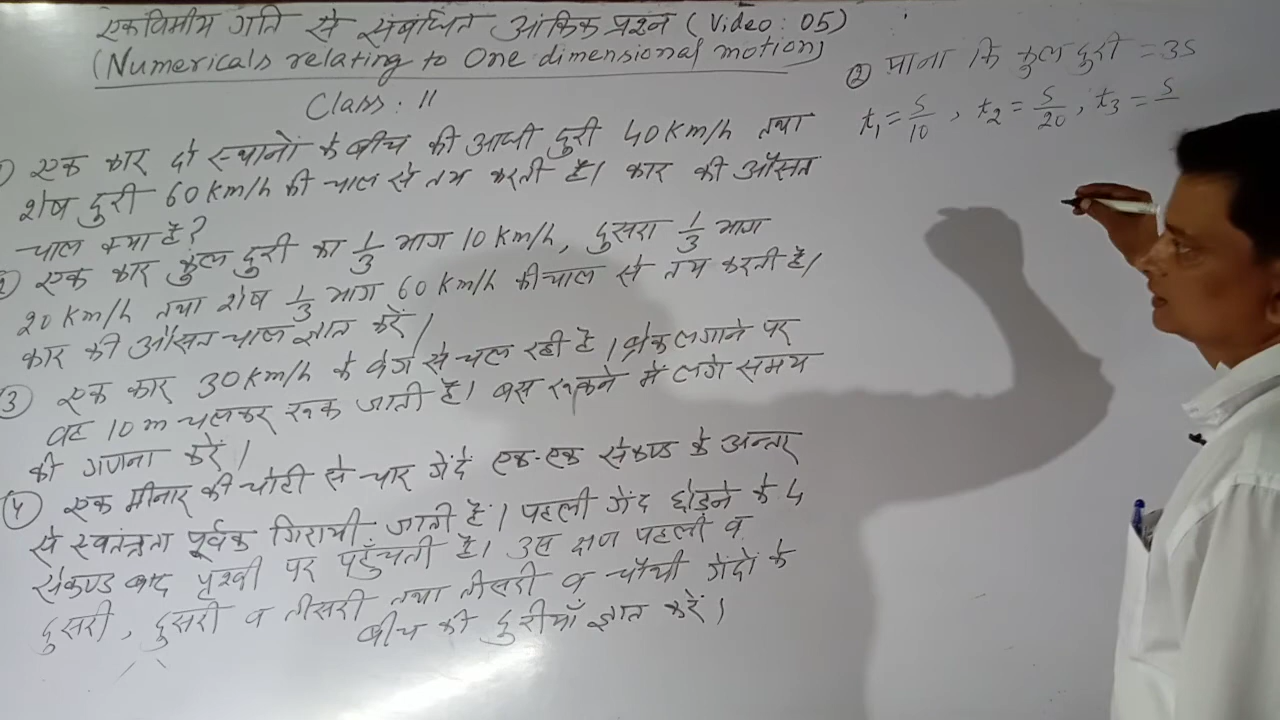 एकविमीय गति से संबंधित आंकिक प्रश्न (Video: 05)
(Numericals relating to One dimensional motion)
Class: 11
1) एक कार दो स्थानों के बीच की आधी दुरी 40 Km/h तथा
शेष दुरी 60 Km/h की चाल से तय करती है। कार की औसत
चाल क्या है?
2) एक कार कुल दुरी का 1/3 भाग 10 Km/h, दुसरा 1/3 भाग
20 Km/h तथा शेष 1/3 भाग 60 Km/h की चाल से तय करती है।
कार की औसत चाल ज्ञात करें।
3) एक कार 30 Km/h के वेग से चल रही है। ब्रेक लगाने पर
वह 10 m चलकर रूक जाती है। बस रूकने में लगे समय
की गणना करें।
4) एक मीनार की चोटी से चार गेंदे एक-एक सेकण्ड के अन्तर
से स्वतंत्रता पूर्वक गिरायी जाती हैं। पहली गेंद छोड़ने के 4
सेकण्ड बाद पृथ्वी पर पहुँचती है। उस क्षण पहली व
दुसरी, दुसरी व तीसरी तथा तीसरी व चौथी गेंदों के
बीच की दुरीयाँ ज्ञात करें।
2) माना कि कुल दुरी = 3S
t₁ = S/10, t₂ = S/20, t₃ = S